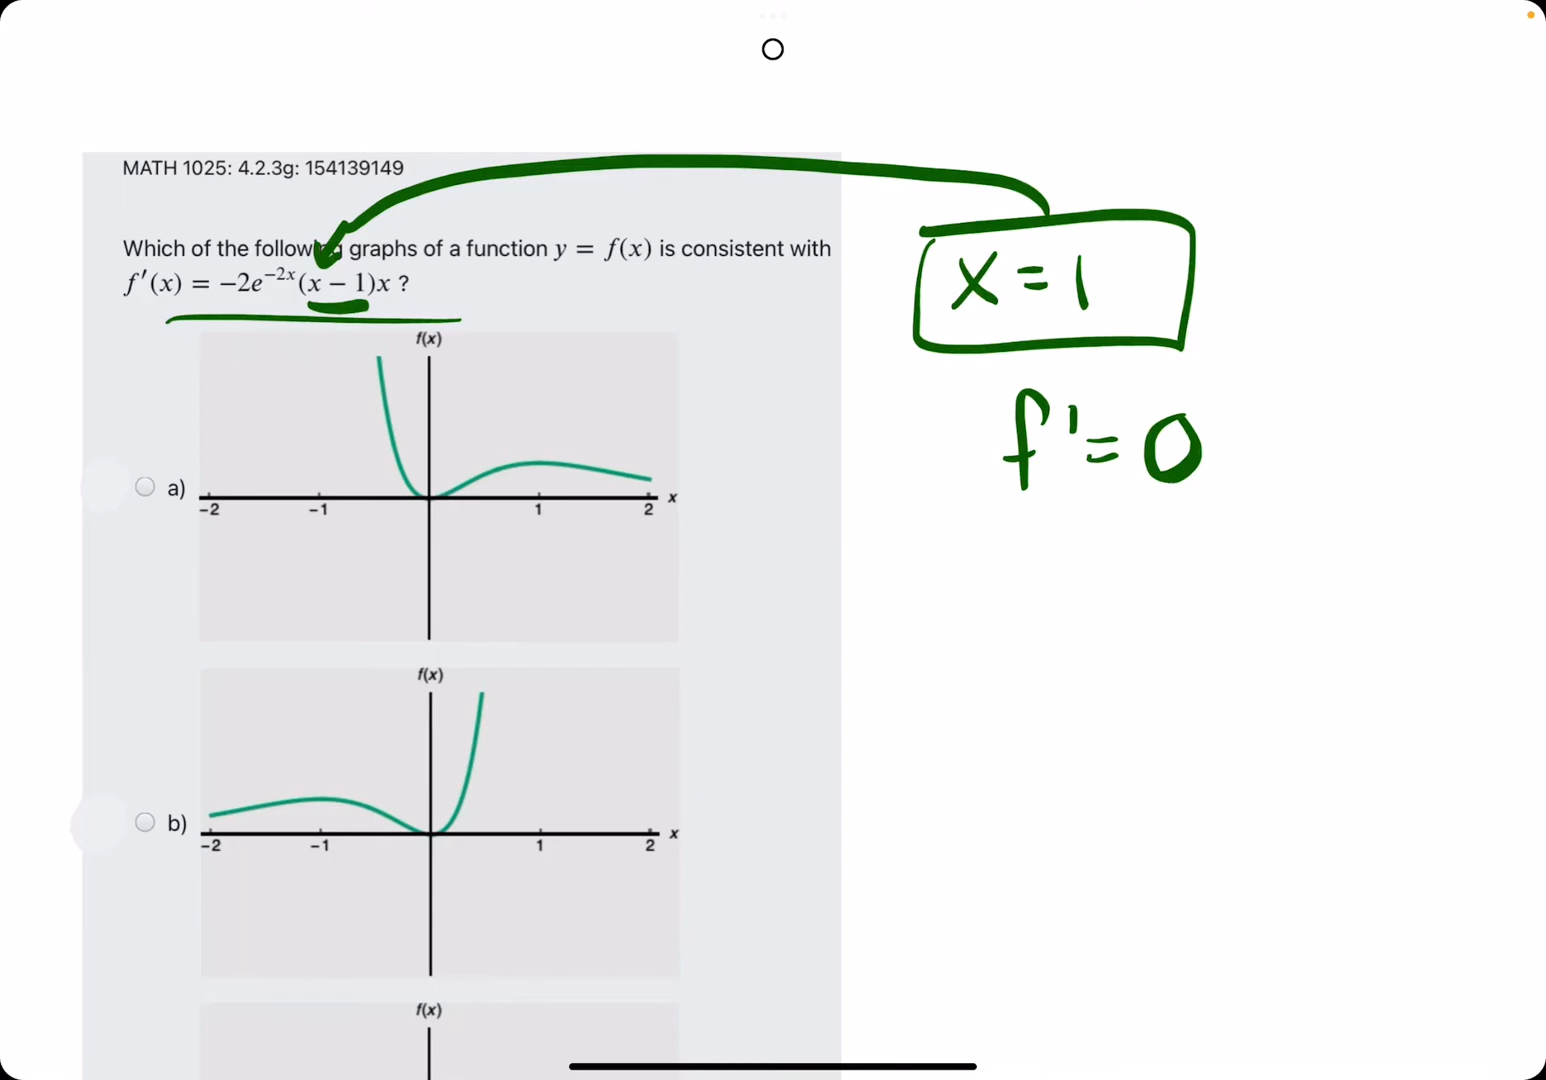 MATH 1025: 4.2.3g: 154139149
Which of the following graphs of a function y = f(x) is consistent with
f′(x) = −2e^{−2x}(x − 1)x ?
x = 1
f' = 0
f(x)
a)
−2 −1 1 2 x
f(x)
b)
−2 −1 1 2 x
f(x)